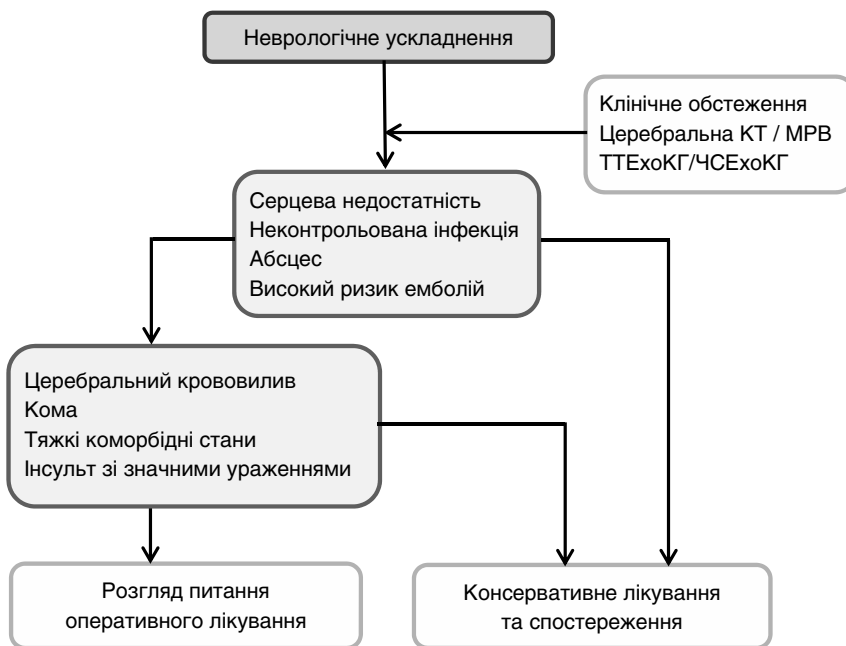 Неврологічне ускладнення
Клінічне обстеження
Церебральна КТ / МРВ
ТТЕхоКГ/ЧСЕхоКГ
Серцева недостатність
Неконтрольована інфекція
Абсцес
Високий ризик емболій
Церебральний крововилив
Кома
Тяжкі коморбідні стани
Інсульт зі значними ураженнями
Розгляд питання
оперативного лікування
Консервативне лікування
та спостереження